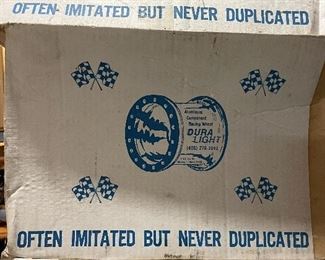 OFTEN IMITATED BUT NEVER DUPLICATED
Aluminum
Component
Racing Wheel
DURA
LIGHT
OFTEN IMITATED BUT NEVER DUPLICATED